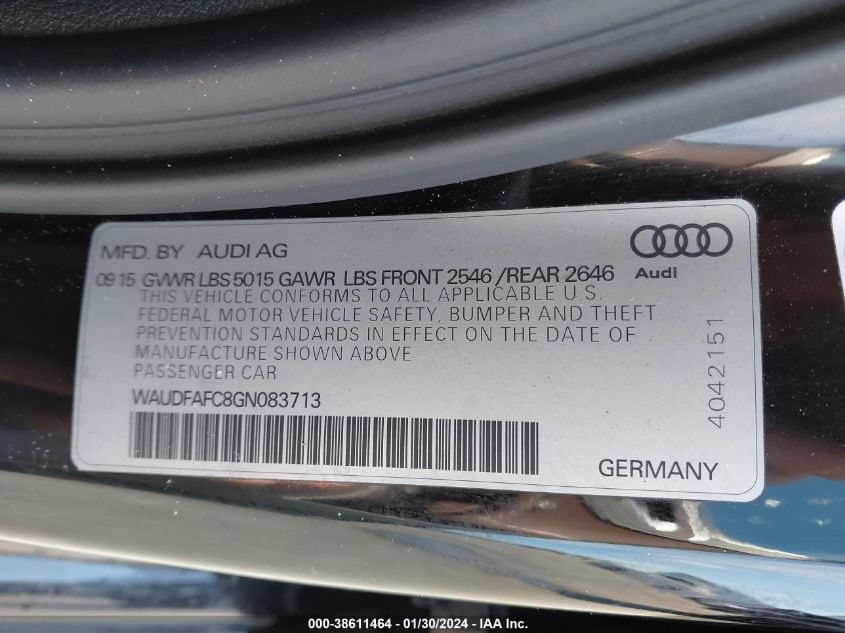 MFD. BY AUDI AG
09 15 GVWR LBS 5015 GAWR LBS FRONT 2546 /REAR 2646
Audi
THIS VEHICLE CONFORMS TO ALL APPLICABLE U.S.
FEDERAL MOTOR VEHICLE SAFETY, BUMPER AND THEFT
PREVENTION STANDARDS IN EFFECT ON THE DATE OF
MANUFACTURE SHOWN ABOVE
PASSENGER CAR
WAUDFAFC8GN083713
4042151
GERMANY
000-38611464 - 01/30/2024 - IAA Inc.